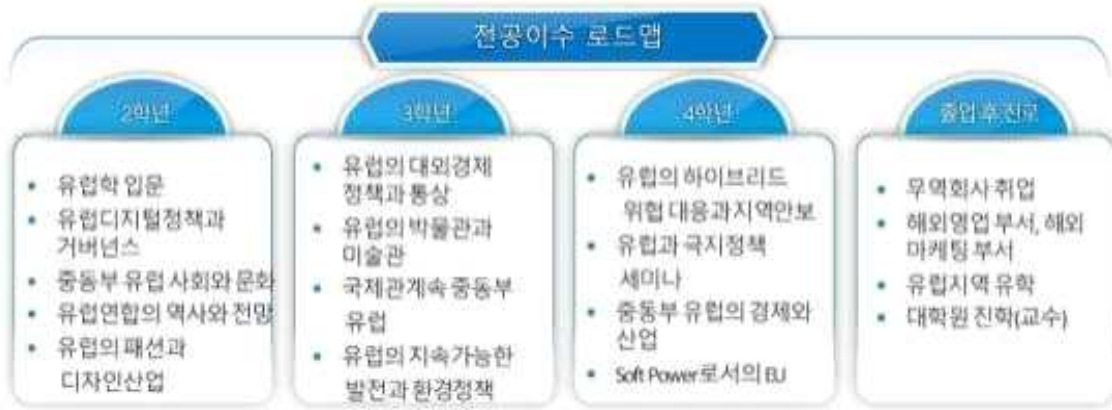 전공이수 로드맵
2학년
• 유럽학 입문
• 유럽디지털정책과
거버넌스
• 중동부 유럽 사회와 문화
• 유럽연합의 역사와 전망
• 유럽의 패션과
디자인산업
3학년
• 유럽의 대외경제
정책과 통상
• 유럽의 박물관과
미술관
• 국제관계속 중동부
유럽
• 유럽의 지속가능한
발전과 환경정책
4학년
• 유럽의 하이브리드
위협 대응과 지역안보
• 유럽과 극지정책
세미나
• 중동부 유럽의 경제와
산업
• Soft Power로서의 EU
졸업 후 진로
• 무역회사 취업
• 해외영업 부서, 해외
마케팅 부서
• 유럽지역 유학
• 대학원 진학(교수)